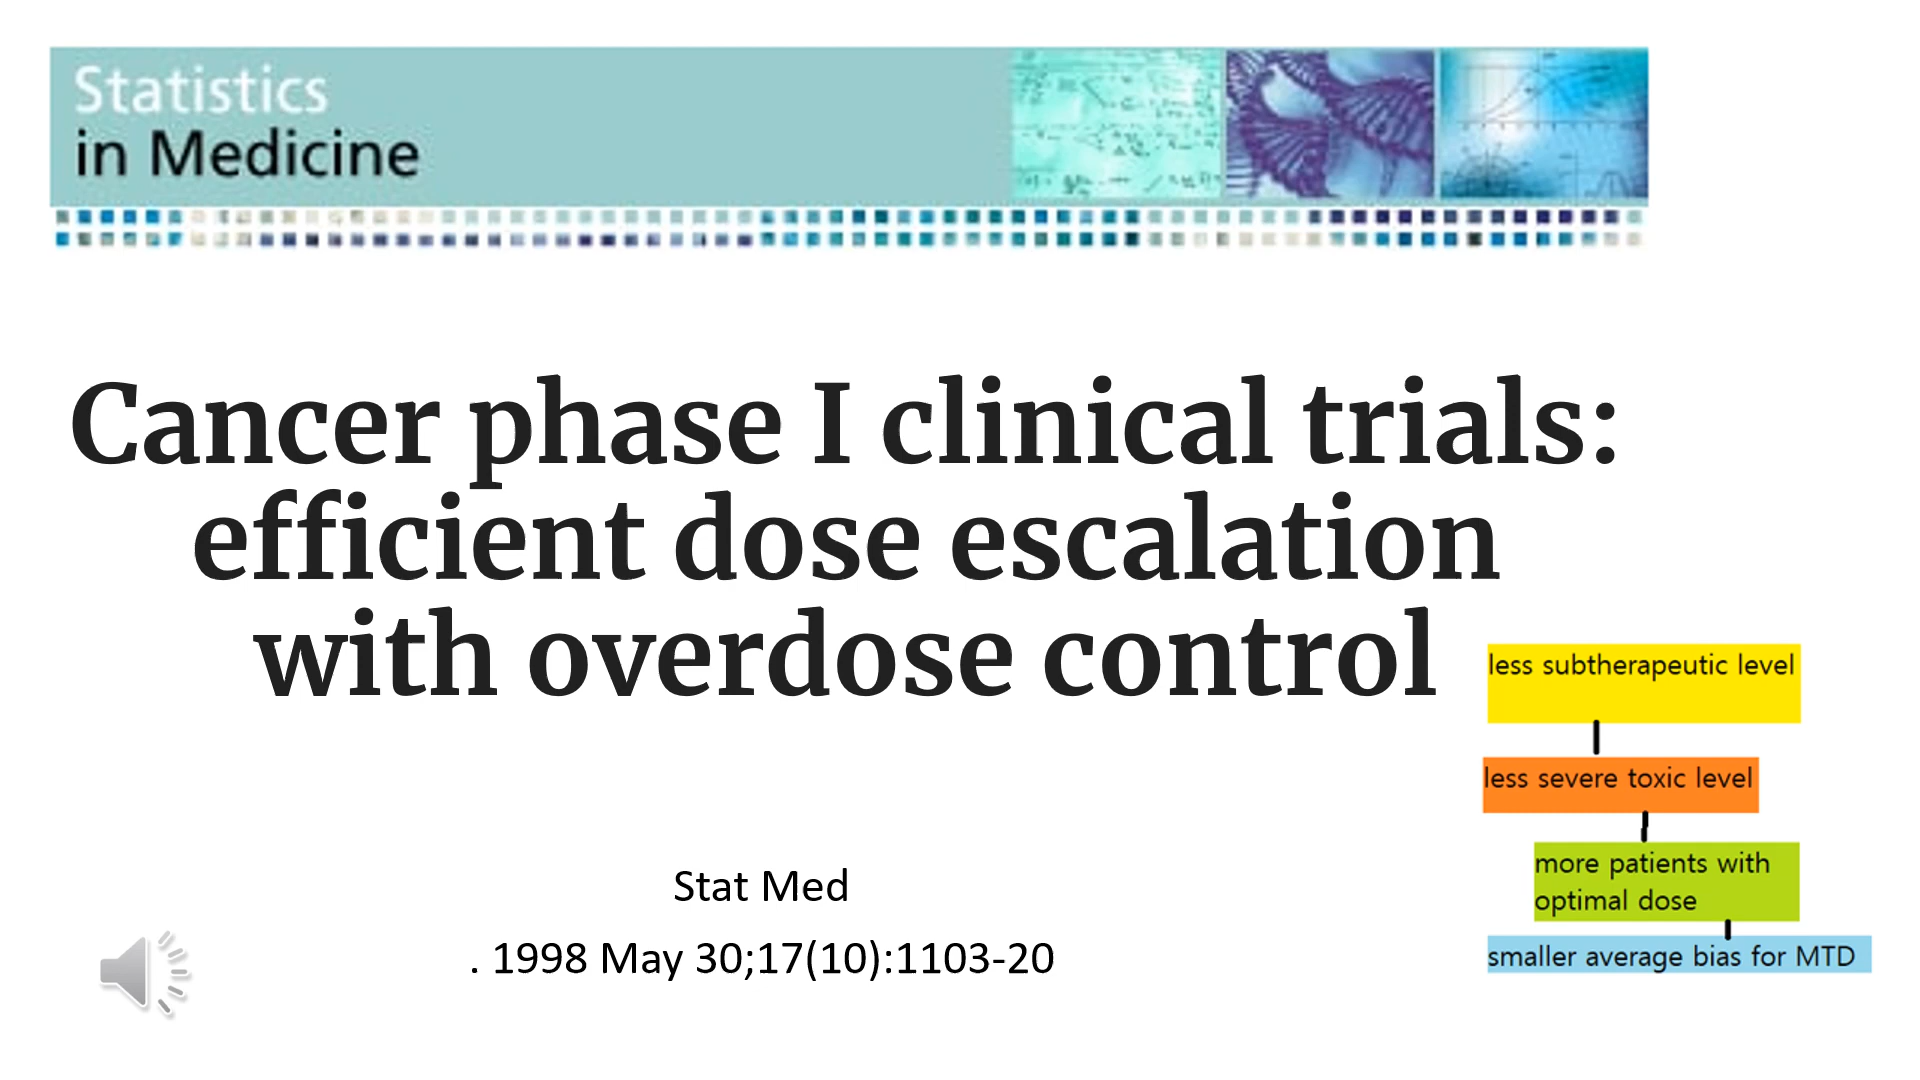 Statistics
in Medicine
Cancer phase I clinical trials:
efficient dose escalation
with overdose control
less subtherapeutic level
less severe toxic level
more patients with
optimal dose
smaller average bias for MTD
Stat Med
. 1998 May 30;17(10):1103-20